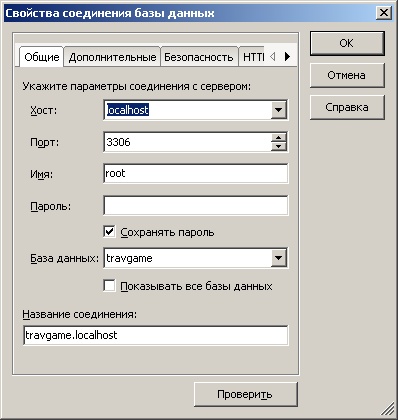 Свойства соединения базы данных
Общие Дополнительные Безопасность
Укажите параметры соединения с сервером:
Хост: localhost
Порт: 3306
Имя: root
Пароль:
Сохранять пароль
База данных: travgame
Показывать все базы данных
Название соединения:
travgame.localhost
Проверить
OK
Отмена
Справка